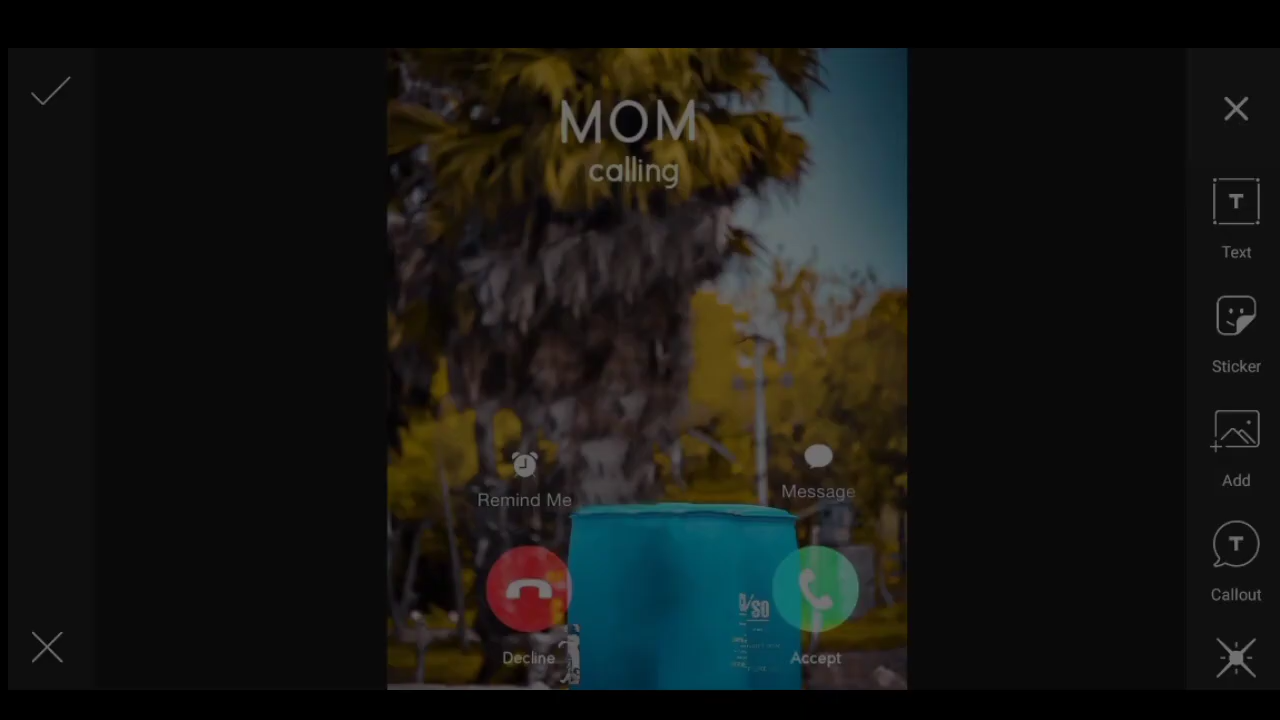 MOM
calling
Text
Sticker
Add
Remind Me
Message
Callout
Decline
Accept